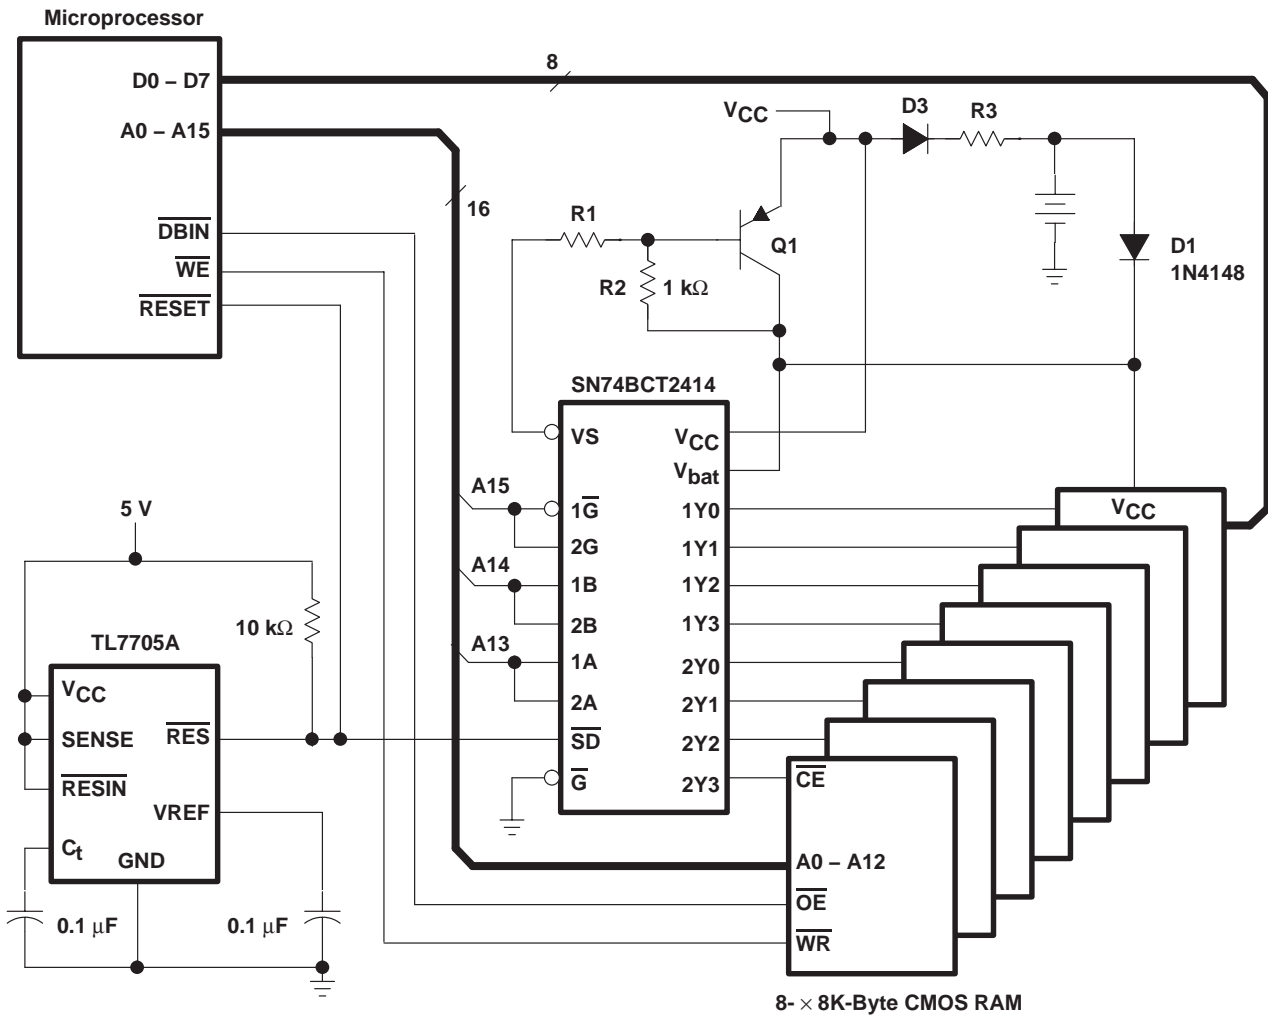 Microprocessor
D0 – D7
A0 – A15
DBIN
WE
RESET
8
16
VCC
D3
R3
R1
Q1
R2
1 kΩ
D1
1N4148
SN74BCT2414
VS
1G
2G
1B
2B
1A
2A
SD
G
VCC
Vbat
1Y0
1Y1
1Y2
1Y3
2Y0
2Y1
2Y2
2Y3
A15
A14
A13
5 V
10 kΩ
TL7705A
VCC
SENSE
RESIN
Ct
GND
RES
VREF
0.1 μF
0.1 μF
VCC
CE
A0 – A12
OE
WR
8- × 8K-Byte CMOS RAM